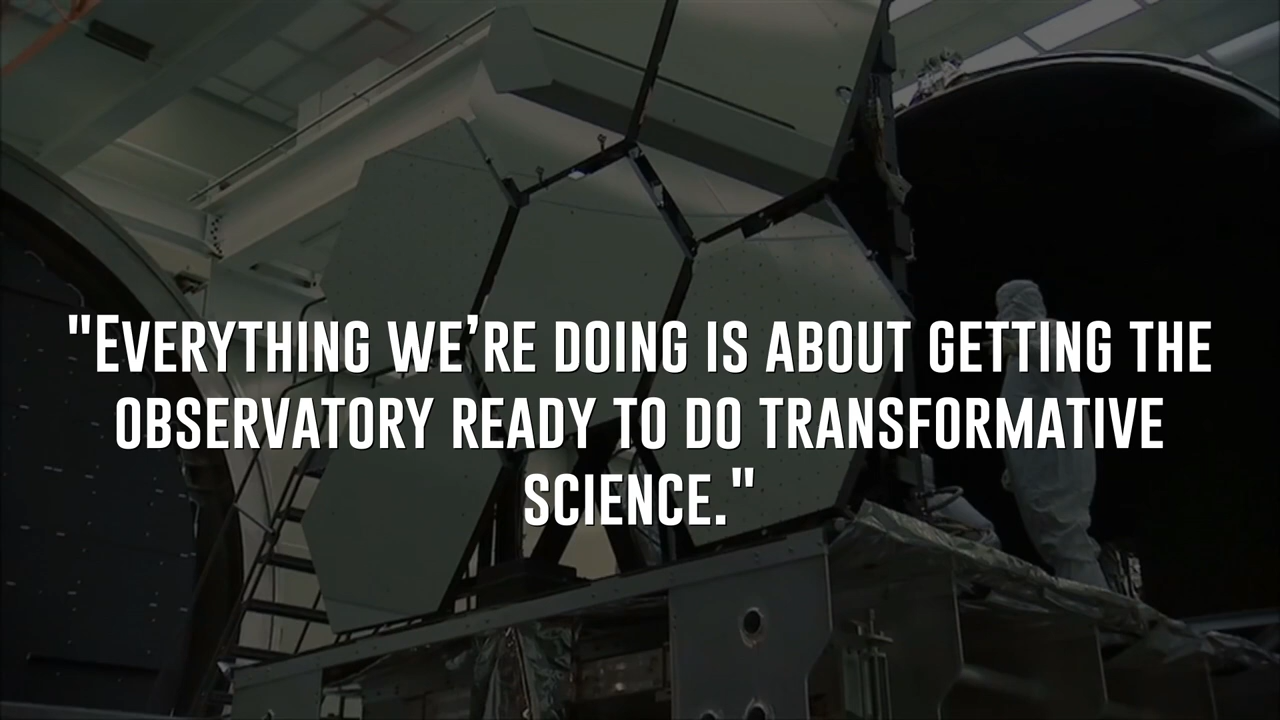 "Everything we’re doing is about getting the
observatory ready to do transformative
science."